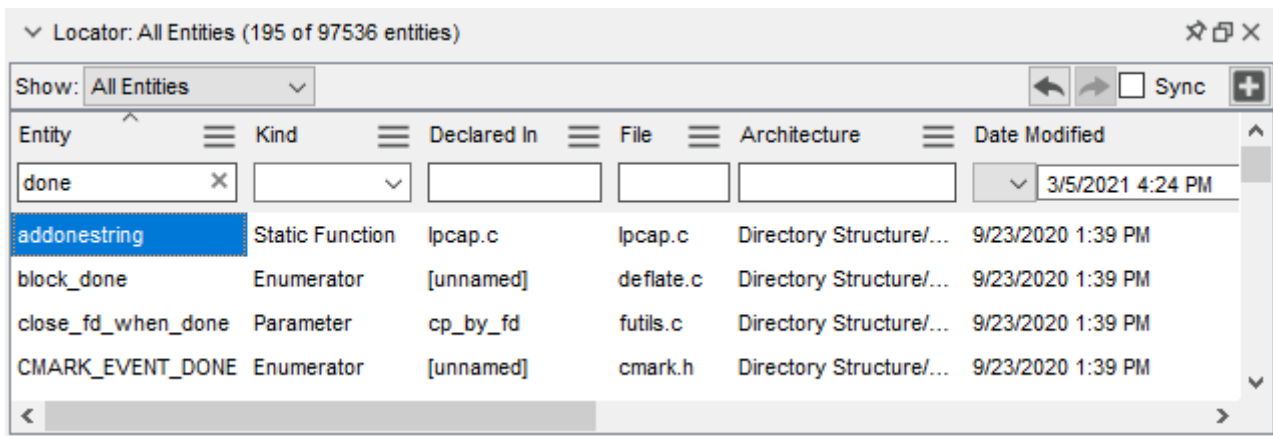 Locator: All Entities (195 of 97536 entities)
Show: All Entities Sync
Entity Kind Declared In File Architecture Date Modified
done 3/5/2021 4:24 PM
addonestring Static Function lpcap.c lpcap.c Directory Structure/... 9/23/2020 1:39 PM
block_done Enumerator [unnamed] deflate.c Directory Structure/... 9/23/2020 1:39 PM
close_fd_when_done Parameter cp_by_fd futils.c Directory Structure/... 9/23/2020 1:39 PM
CMARK_EVENT_DONE Enumerator [unnamed] cmark.h Directory Structure/... 9/23/2020 1:39 PM